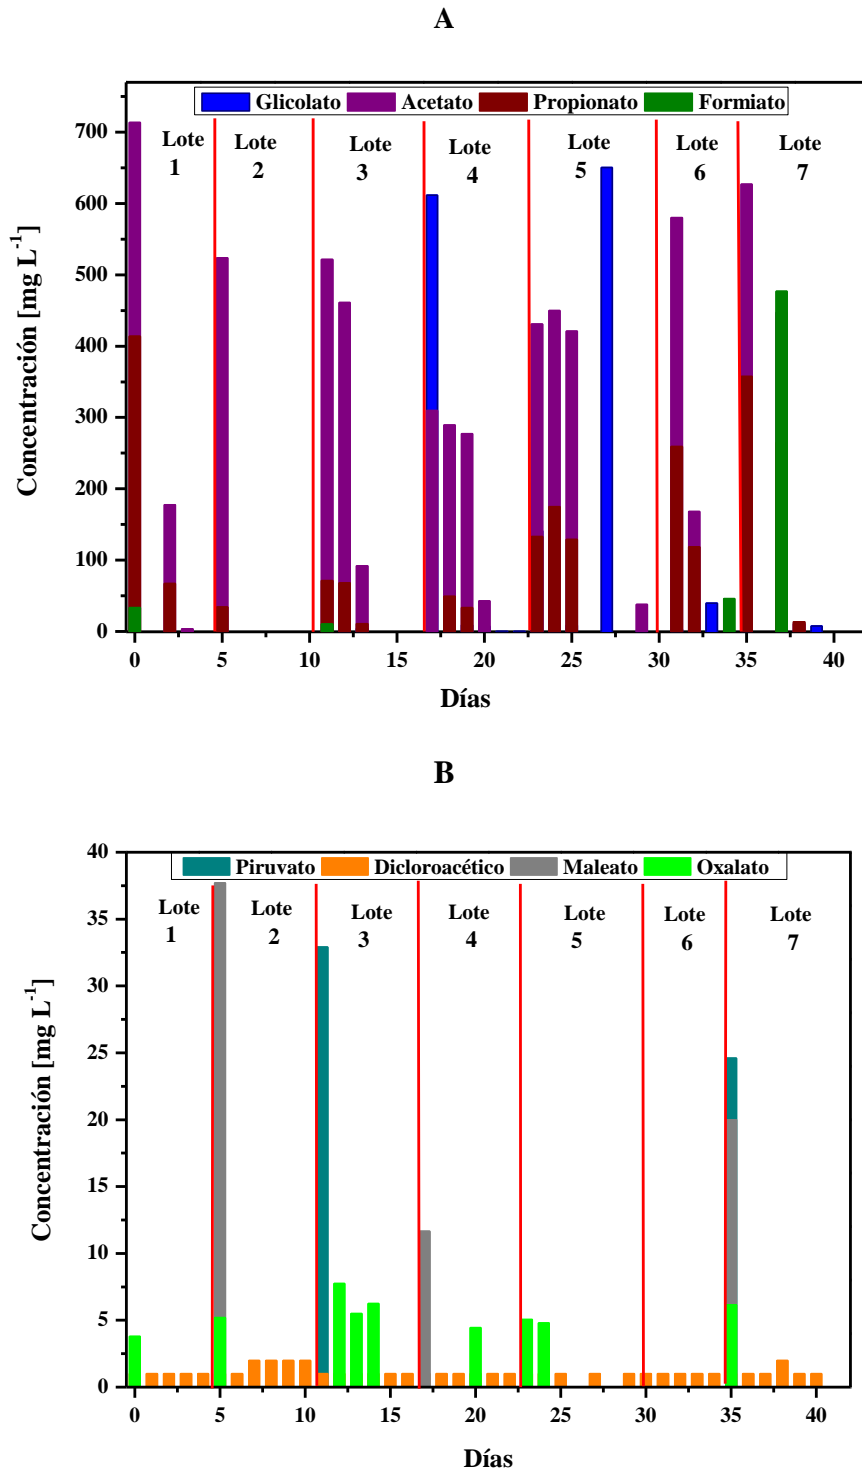 A
Glicolato Acetato Propionato Formiato
Lote 1
Lote 2
Lote 3
Lote 4
Lote 5
Lote 6
Lote 7
Concentración [mg L⁻¹]
700
600
500
400
300
200
100
0
0 5 10 15 20 25 30 35 40
Días
B
Piruvato Dicloroacético Maleato Oxalato
Lote 1
Lote 2
Lote 3
Lote 4
Lote 5
Lote 6
Lote 7
Concentración [mg L⁻¹]
40
35
30
25
20
15
10
5
0
0 5 10 15 20 25 30 35 40
Días